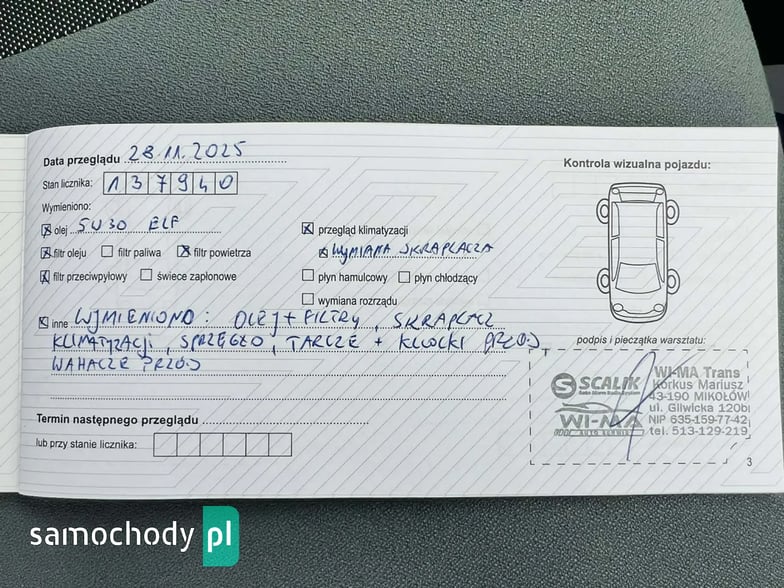 Data przeglądu 28.11.2025
Kontrola wizualna pojazdu:
Stan licznika: 137940
Wymieniono:
olej 5W30 ELF
przegląd klimatyzacji
filtr oleju filtr paliwa filtr powietrza
WYMIANA SKRAPLACZA
filtr przeciwpyłowy świece zapłonowe
płyn hamulcowy płyn chłodzący
wymiana rozrządu
inne WYMIENIONO: OLEJ + FILTRY, SKRAPLACZ
KLIMATYZACJI, SPRZĘGŁO, TARCZE + KLOCKI PRZÓD
WAHACZE PRZÓD
podpis i pieczątka warsztatu:
SCALIK
WI-MA
AUTO SERWIS
WI-MA Trans
Korkus Mariusz
43-190 MIKOŁÓW
ul. Gliwicka 120b
NIP 635-159-77-42
tel. 513-129-219
Termin następnego przeglądu
lub przy stanie licznika:
3
samochody pl